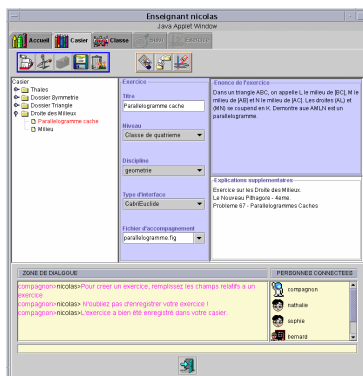 Enseignant nicolas
Java Applet Window
Accueil
Casier
Classe
Suivi
Exercice
Casier
Thales
Dossier Symmetrie
Dossier Triangle
Droite des Milieux
Parallelogramme cache
Milieu
Exercice
Titre
Parallelogramme cache
Niveau
Classe de quatrieme
Discipline
geometrie
Type d'interface
CabriEuclide
Fichier d'accompagnement
parallelogramme.fig
Enonce de l'exercice
Dans un triangle ABC, on appelle L le milieu de [BC], M le
milieu de [AB] et N le milieu de [AC]. Les droites (AL) et
(MN) se coupend en K. Demontre que AMLN est un
parallelogramme.
Explications supplementaires
Exercice sur les Droite des Milieux.
Le Nouveau Pithagore - 4eme.
Probleme 67 - Parallelogrammes Caches
ZONE DE DIALOGUE
compagnon>nicolas>Pour creer un exercice, remplissez les champs relatifs a un
exercice
compagnon>nicolas> N'oubliez pas d'enregistrer votre exercice !
compagnon>nicolas>L'exercice a bien été enregistré dans votre casier.
PERSONNES CONNECTEES
compagnon
nathalie
sophie
bernard